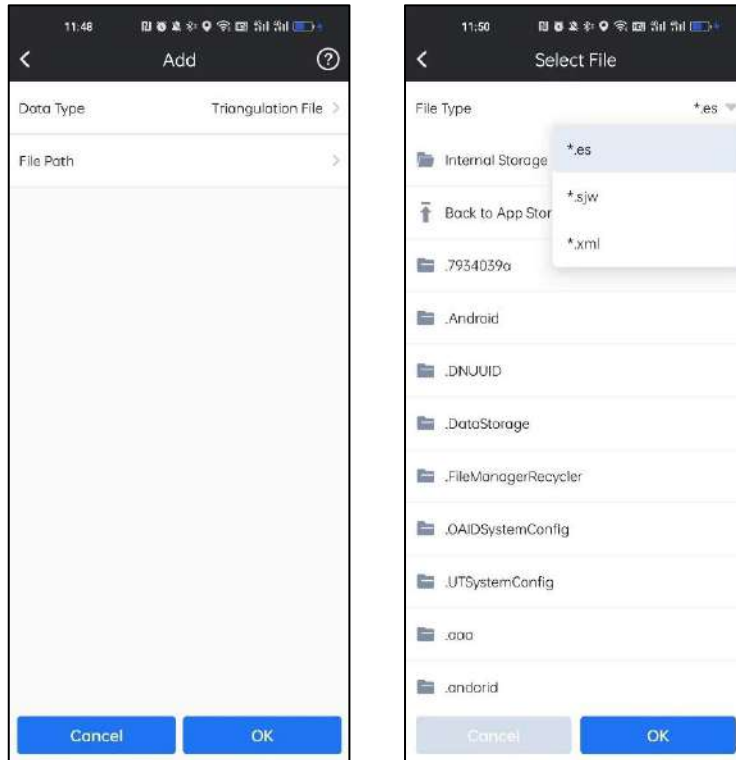 11:48
Add
Data Type
Triangulation File
File Path
Cancel
OK
11:50
Select File
File Type
*.es
*.es
*.sjw
*.xml
Internal Storage
Back to App Stor
.7934039a
.Android
.DNUUID
.DataStorage
.FileManagerRecycler
.OAIDSystemConfig
.UTSystemConfig
.aaa
.andorid
Cancel
OK